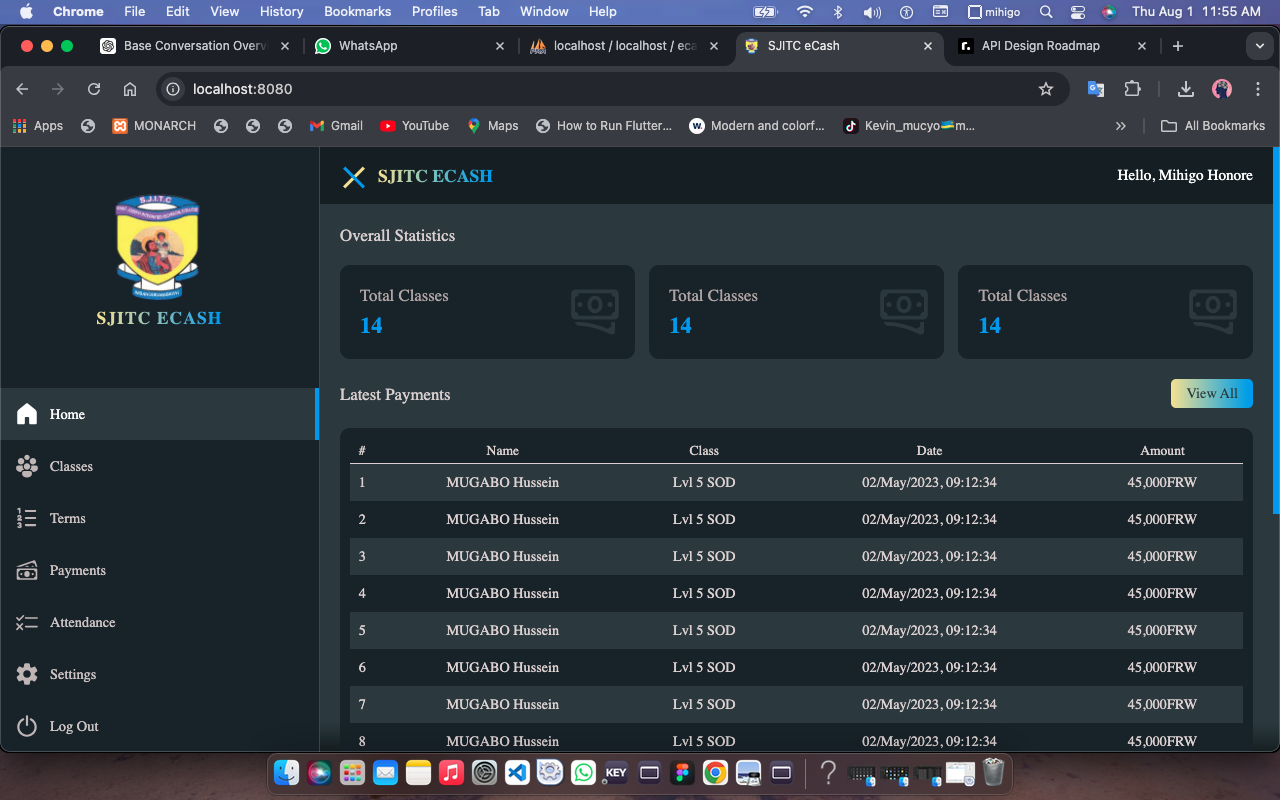 Chrome File Edit View History Bookmarks Profiles Tab Window Help mihigo Thu Aug 1 11:55 AM
Base Conversation Overvi WhatsApp localhost / localhost / eca SJITC eCash API Design Roadmap
localhost:8080
Apps MONARCH Gmail YouTube Maps How to Run Flutter... Modern and colorf... Kevin_mucyo🇷🇼m... All Bookmarks
S.J.I.T.C
SJITC ECASH
Home
Classes
Terms
Payments
Attendance
Settings
Log Out
SJITC ECASH
Hello, Mihigo Honore
Overall Statistics
Total Classes
14
Total Classes
14
Total Classes
14
Latest Payments
View All
# Name Class Date Amount
1 MUGABO Hussein Lvl 5 SOD 02/May/2023, 09:12:34 45,000FRW
2 MUGABO Hussein Lvl 5 SOD 02/May/2023, 09:12:34 45,000FRW
3 MUGABO Hussein Lvl 5 SOD 02/May/2023, 09:12:34 45,000FRW
4 MUGABO Hussein Lvl 5 SOD 02/May/2023, 09:12:34 45,000FRW
5 MUGABO Hussein Lvl 5 SOD 02/May/2023, 09:12:34 45,000FRW
6 MUGABO Hussein Lvl 5 SOD 02/May/2023, 09:12:34 45,000FRW
7 MUGABO Hussein Lvl 5 SOD 02/May/2023, 09:12:34 45,000FRW
8 MUGABO Hussein Lvl 5 SOD 02/May/2023, 09:12:34 45,000FRW
KEY